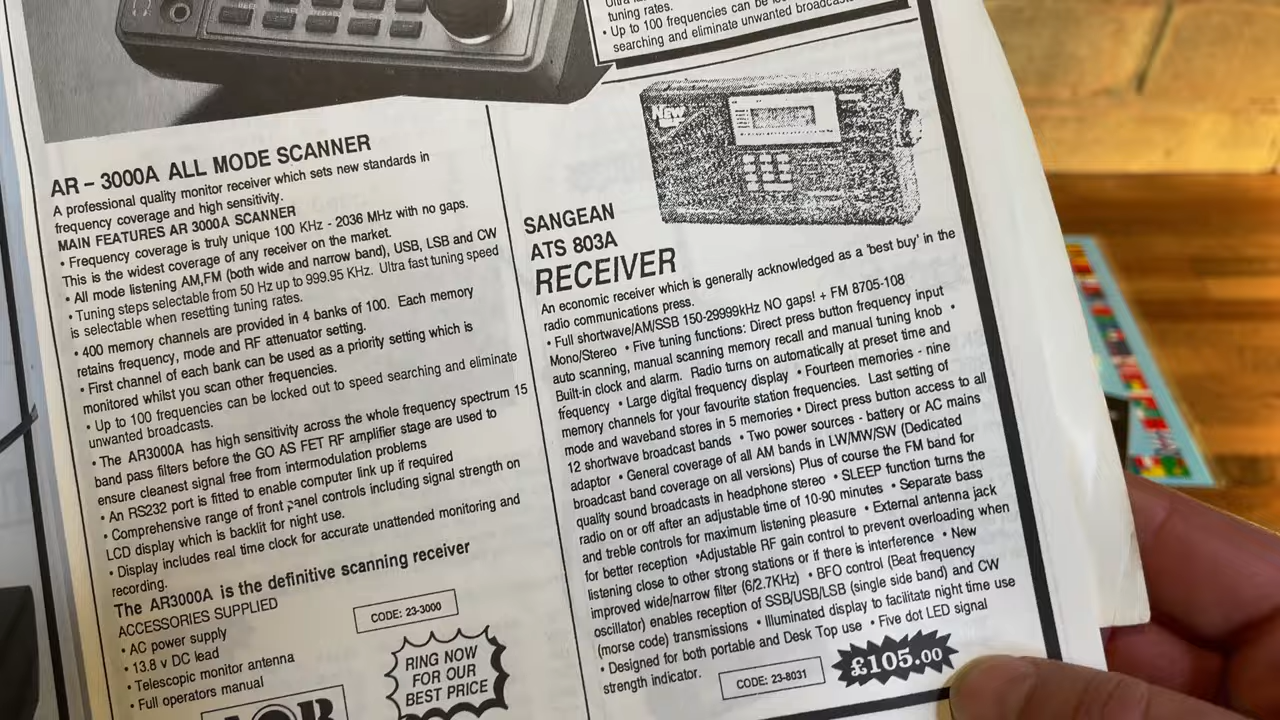 tuning rates.
• Up to 100 frequencies can be
searching and eliminate unwanted broadcasts
AR – 3000A ALL MODE SCANNER
A professional quality monitor receiver which sets new standards in
frequency coverage and high sensitivity.
MAIN FEATURES AR 3000A SCANNER
• Frequency coverage is truly unique 100 KHz - 2036 MHz with no gaps.
This is the widest coverage of any receiver on the market.
• All mode listening AM,FM (both wide and narrow band), USB, LSB and CW
• Tuning steps selectable from 50 Hz up to 999.95 KHz. Ultra fast tuning speed
is selectable when resetting tuning rates.
• 400 memory channels are provided in 4 banks of 100. Each memory
retains frequency, mode and RF attenuator setting.
• First channel of each bank can be used as a priority setting which is
monitored whilst you scan other frequencies.
• Up to 100 frequencies can be locked out to speed searching and eliminate
unwanted broadcasts.
• The AR3000A has high sensitivity across the whole frequency spectrum 15
band pass filters before the GO AS FET RF amplifier stage are used to
ensure cleanest signal free from intermodulation problems
• An RS232 port is fitted to enable computer link up if required
• Comprehensive range of front panel controls including signal strength on
LCD display which is backlit for night use.
• Display includes real time clock for accurate unattended monitoring and
recording.
The AR3000A is the definitive scanning receiver
ACCESSORIES SUPPLIED
• AC power supply
• 13.8 v DC lead
• Telescopic monitor antenna
• Full operators manual
CODE: 23-3000
RING NOW
FOR OUR
BEST PRICE
AOR
New
SANGEAN
ATS 803A
RECEIVER
An economic receiver which is generally acknowledged as a 'best buy' in the
radio communications press.
• Full shortwave/AM/SSB 150-29999kHz NO gaps! + FM 8705-108
Mono/Stereo • Five tuning functions: Direct press button frequency input
auto scanning, manual scanning memory recall and manual tuning knob •
Built-in clock and alarm. Radio turns on automatically at preset time and
frequency • Large digital frequency display • Fourteen memories - nine
memory channels for your favourite station frequencies. Last setting of
mode and waveband stores in 5 memories • Direct press button access to all
12 shortwave broadcast bands • Two power sources - battery or AC mains
adaptor • General coverage of all AM bands in LW/MW/SW (Dedicated
broadcast band coverage on all versions) Plus of course the FM band for
quality sound broadcasts in headphone stereo • SLEEP function turns the
radio on or off after an adjustable time of 10-90 minutes • Separate bass
and treble controls for maximum listening pleasure • External antenna jack
for better reception •Adjustable RF gain control to prevent overloading when
listening close to other strong stations or if there is interference • New
improved wide/narrow filter (6/2.7KHz) • BFO control (Beat frequency
oscillator) enables reception of SSB/USB/LSB (single side band) and CW
(morse code) transmissions • Illuminated display to facilitate night time use
• Designed for both portable and Desk Top use • Five dot LED signal
strength indicator.
CODE: 23-8031
£105.00